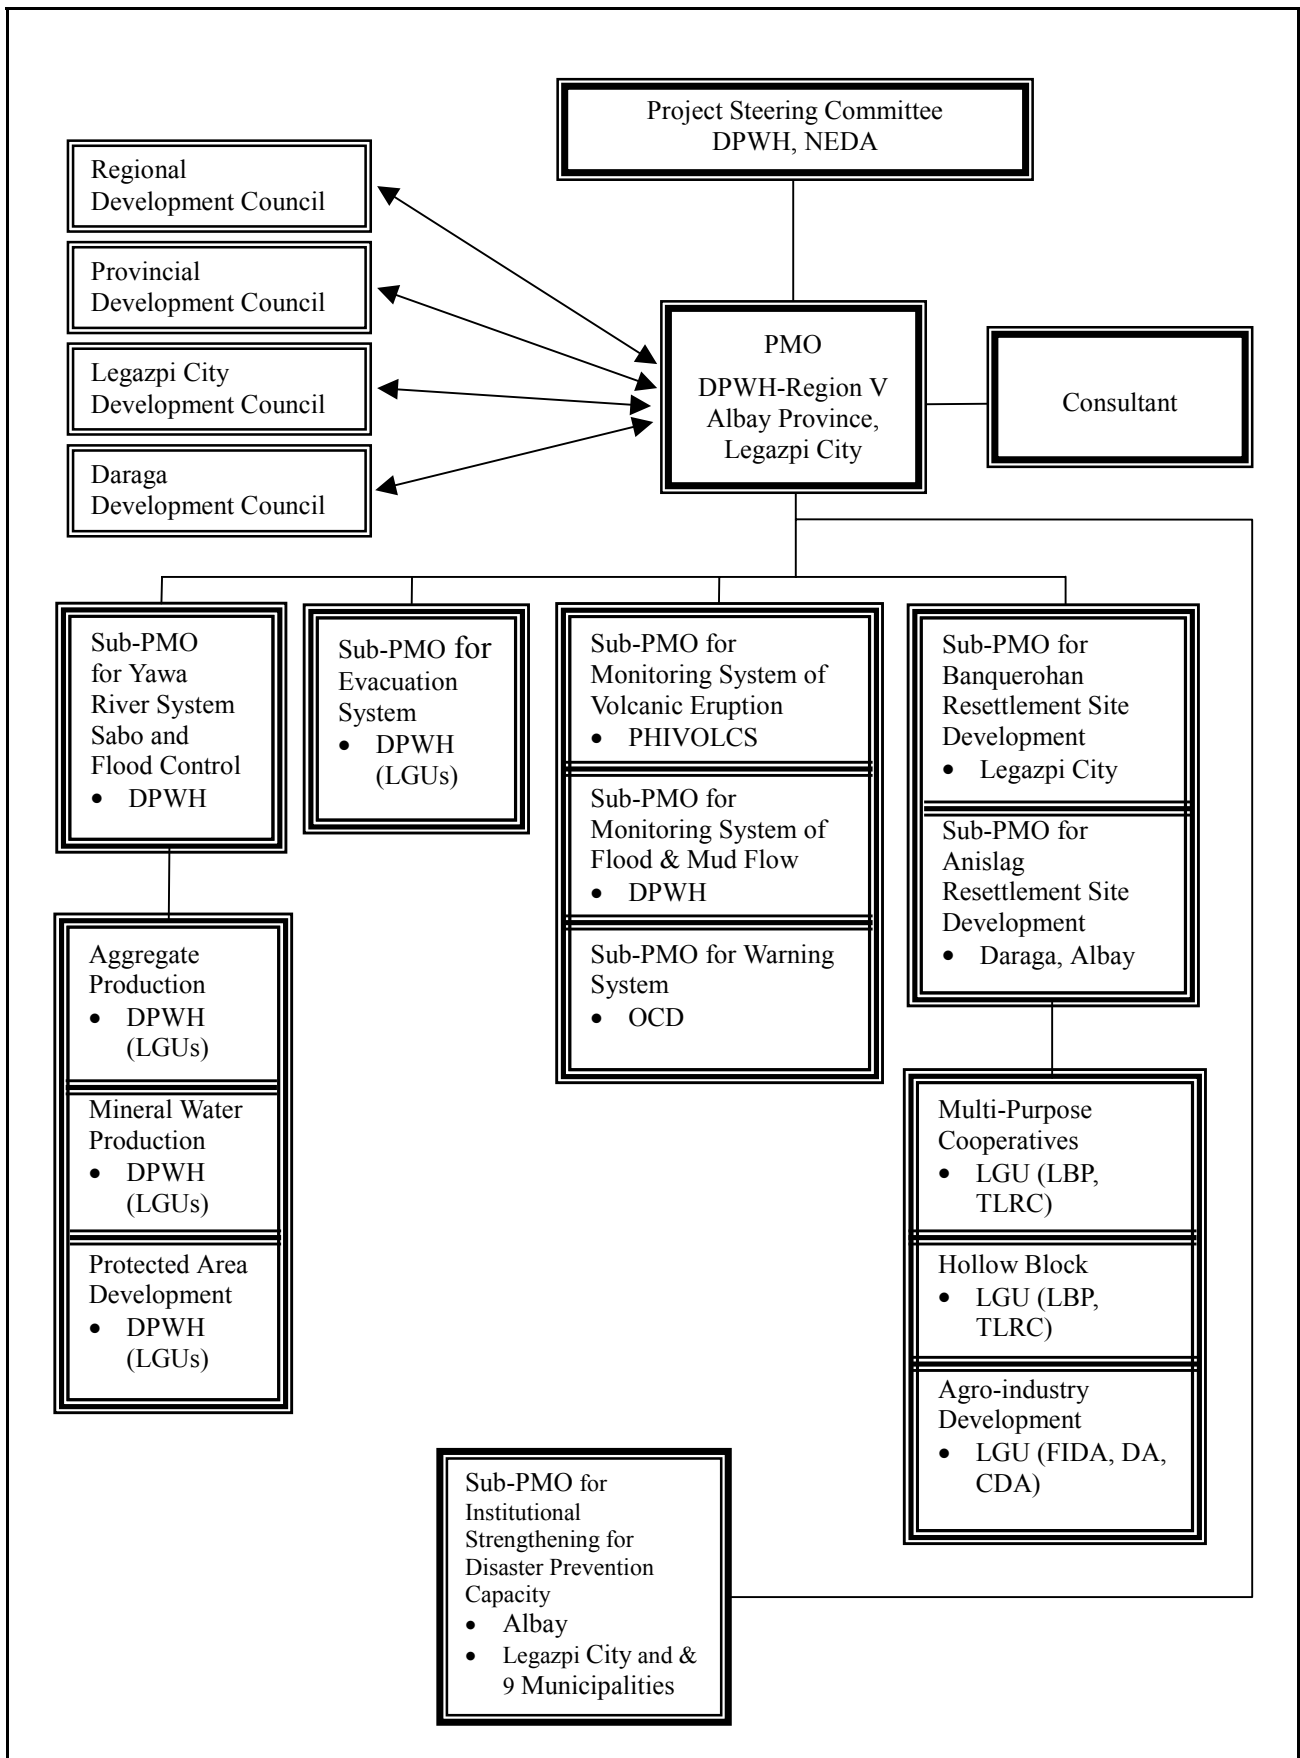 Project Steering Committee
DPWH, NEDA
Regional
Development Council
Provincial
Development Council
Legazpi City
Development Council
Daraga
Development Council
PMO
DPWH-Region V
Albay Province,
Legazpi City
Consultant
Sub-PMO
for Yawa
River System
Sabo and
Flood Control
• DPWH
Sub-PMO for
Evacuation
System
• DPWH
(LGUs)
Sub-PMO for
Monitoring System of
Volcanic Eruption
• PHIVOLCS
Sub-PMO for
Monitoring System of
Flood & Mud Flow
• DPWH
Sub-PMO for Warning
System
• OCD
Sub-PMO for
Banquerohan
Resettlement Site
Development
• Legazpi City
Sub-PMO for
Anislag
Resettlement Site
Development
• Daraga, Albay
Aggregate
Production
• DPWH
(LGUs)
Mineral Water
Production
• DPWH
(LGUs)
Protected Area
Development
• DPWH
(LGUs)
Multi-Purpose
Cooperatives
• LGU (LBP,
TLRC)
Hollow Block
• LGU (LBP,
TLRC)
Agro-industry
Development
• LGU (FIDA, DA,
CDA)
Sub-PMO for
Institutional
Strengthening for
Disaster Prevention
Capacity
• Albay
• Legazpi City and &
9 Municipalities